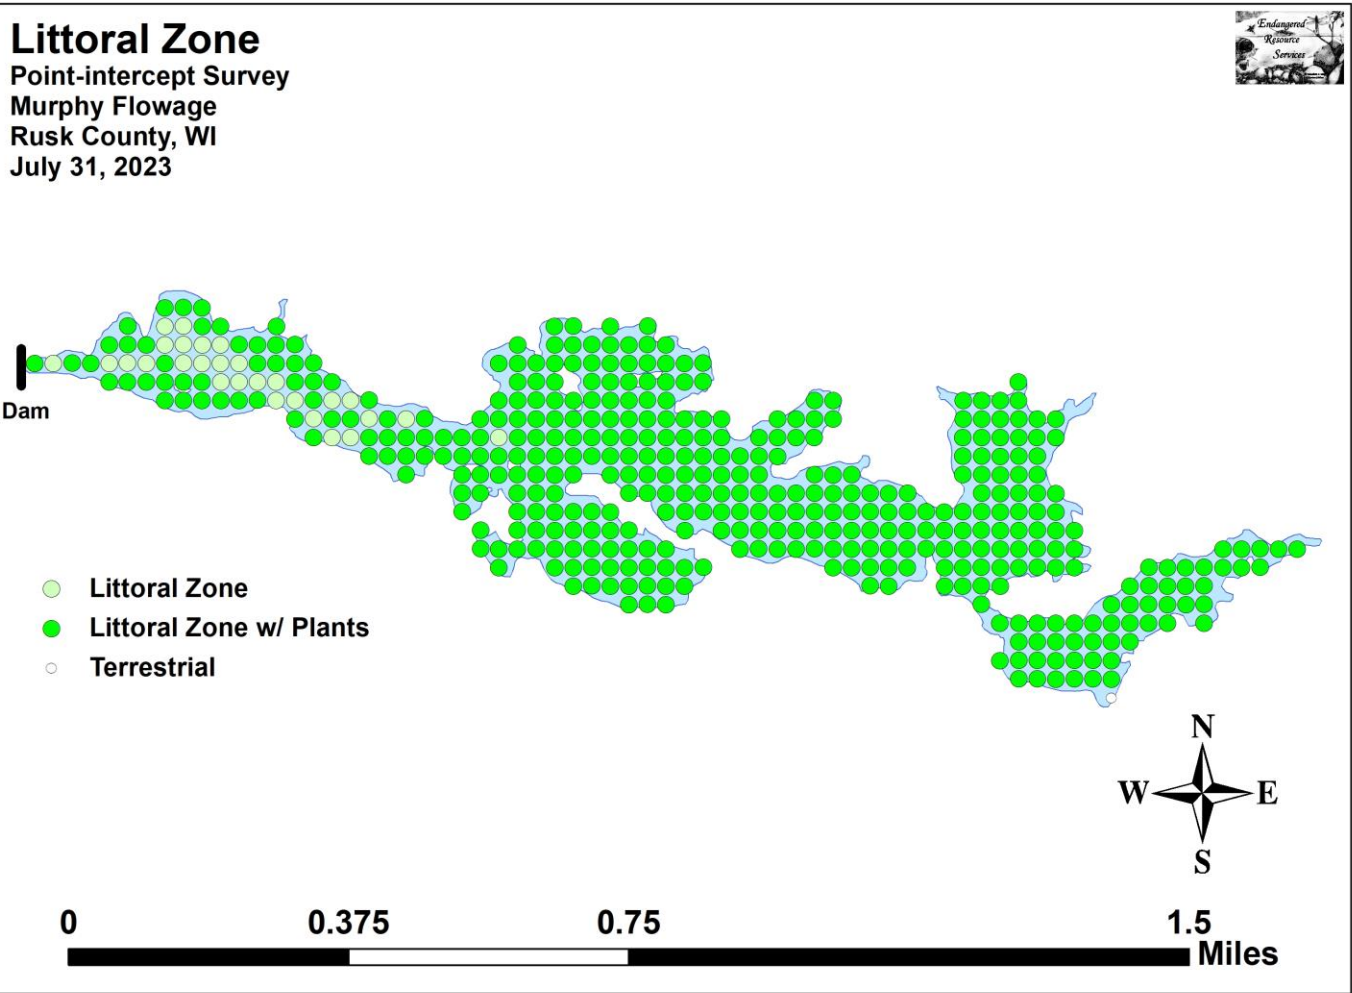 Littoral Zone
Point-intercept Survey
Murphy Flowage
Rusk County, WI
July 31, 2023
Endangered
Resource
Services
Dam
Littoral Zone
Littoral Zone w/ Plants
Terrestrial
N
W E
S
0 0.375 0.75 1.5
Miles